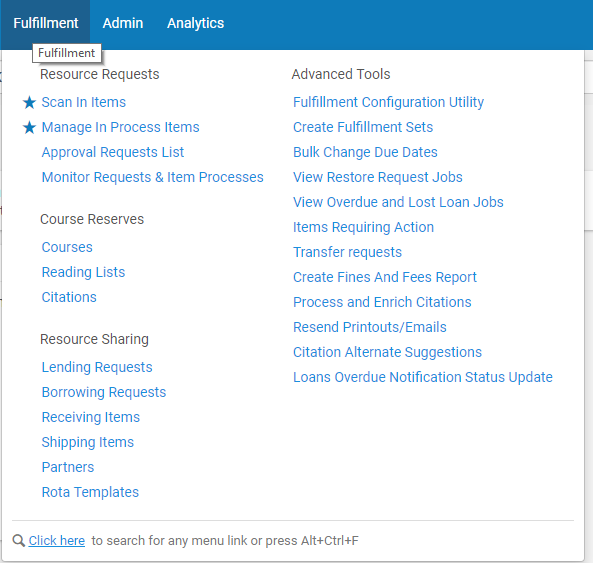 Fulfillment Admin Analytics
Fulfillment
Resource Requests
Scan In Items
Manage In Process Items
Approval Requests List
Monitor Requests & Item Processes
Course Reserves
Courses
Reading Lists
Citations
Resource Sharing
Lending Requests
Borrowing Requests
Receiving Items
Shipping Items
Partners
Rota Templates
Advanced Tools
Fulfillment Configuration Utility
Create Fulfillment Sets
Bulk Change Due Dates
View Restore Request Jobs
View Overdue and Lost Loan Jobs
Items Requiring Action
Transfer requests
Create Fines And Fees Report
Process and Enrich Citations
Resend Printouts/Emails
Citation Alternate Suggestions
Loans Overdue Notification Status Update
Click here to search for any menu link or press Alt+Ctrl+F